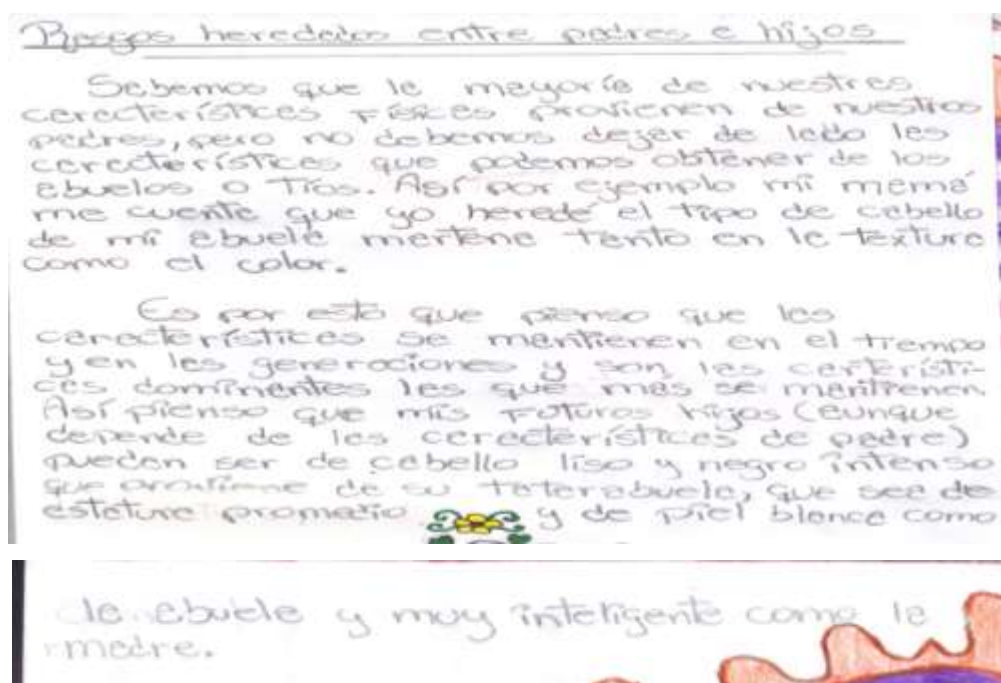 Rasgos heredados entre padres e hijos
Sabemos que la mayoría de nuestras
características físicas provienen de nuestros
padres, pero no debemos dejar de lado las
características que podemos obtener de los
abuelos o tíos. Así por ejemplo mi mamá
me cuenta que yo heredé el tipo de cabello
de mi abuela materna tanto en la textura
como el color.
Es por esto que pienso que las
características se mantienen en el tiempo
y en las generaciones y son las carterísti-
cas dominantes las que mas se mantienen
Así pienso que mis futuros hijos (aunque
depende de las características de padre)
pueden ser de cabello liso y negro intenso
que proviene de su tatarabuela, que sea de
estatura promedio y de piel blanca como
la abuela y muy inteligente como la
madre.